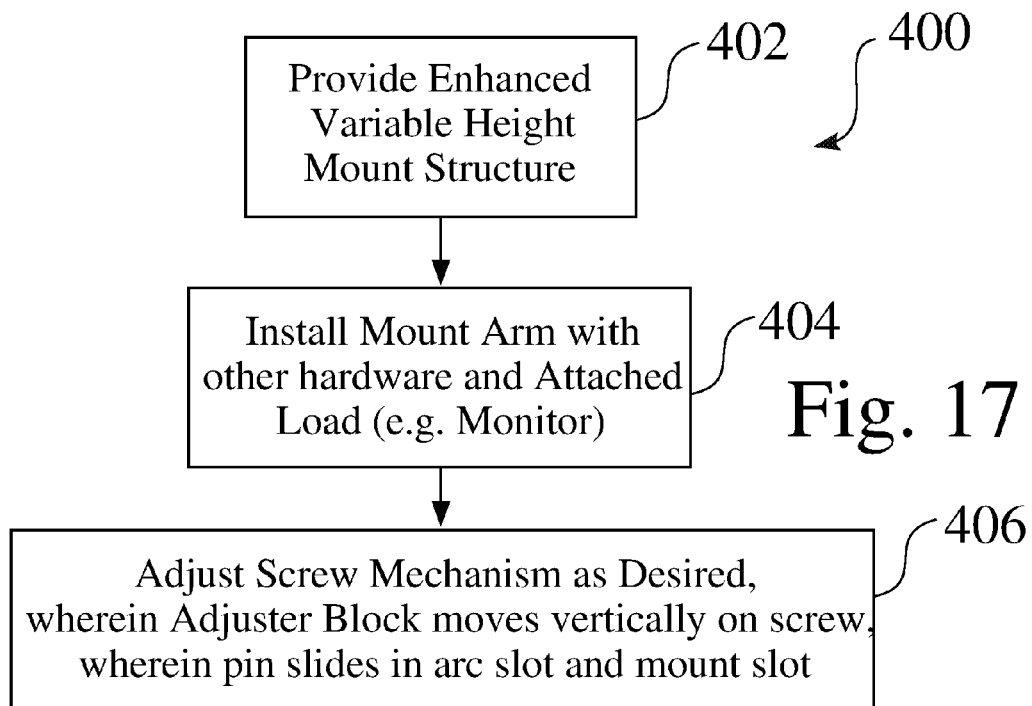 402
400
Provide Enhanced
Variable Height
Mount Structure
404
Install Mount Arm with
other hardware and Attached
Load (e.g. Monitor)
Fig. 17
406
Adjust Screw Mechanism as Desired,
wherein Adjuster Block moves vertically on screw,
wherein pin slides in arc slot and mount slot